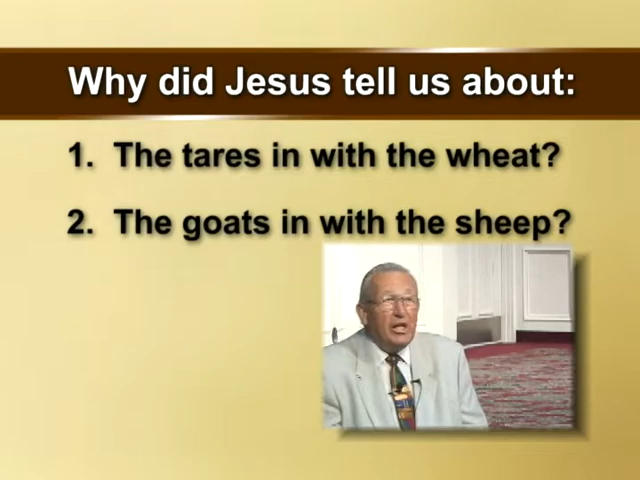 Why did Jesus tell us about:
1. The tares in with the wheat?
2. The goats in with the sheep?